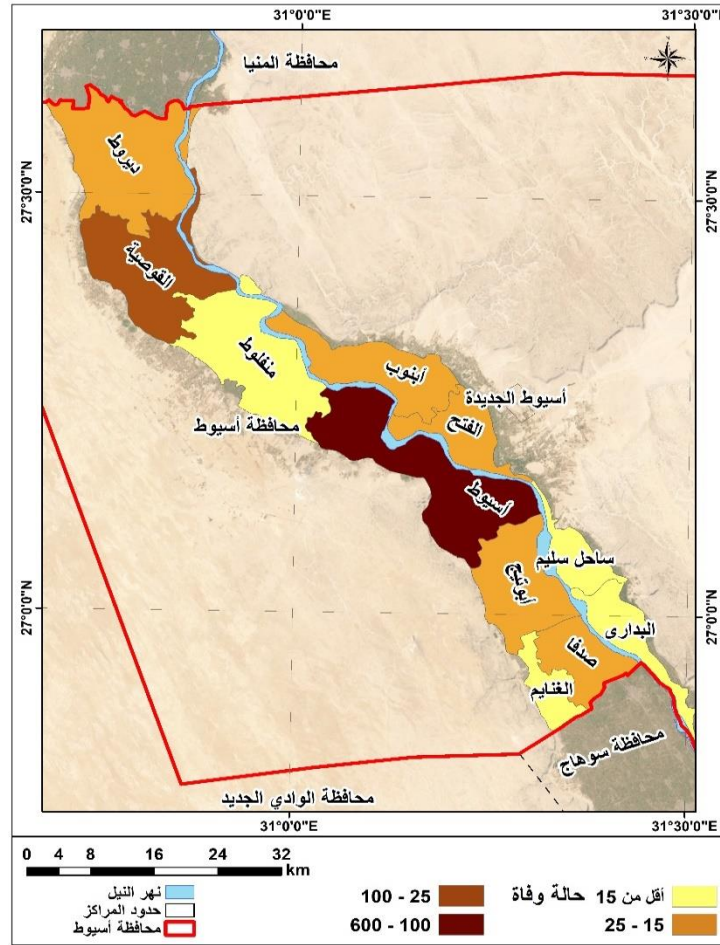 31°0'0"E
31°30'0"E
محافظة المنيا
ديروط
27°30'0"N
27°30'0"N
القوصية
منفلوط
أبنوب
أسيوط الجديدة
الفتح
محافظة أسيوط
أسيوط
ساحل سليم
أبوتيج
27°0'0"N
27°0'0"N
البدارى
صدفا
الغنايم
محافظة سوهاج
محافظة الوادي الجديد
31°0'0"E
31°30'0"E
0 4 8 16 24 32
km
نهر النيل
حدود المراكز
محافظة أسيوط
أقل من 15 حالة وفاة
25 - 15
100 - 25
600 - 100